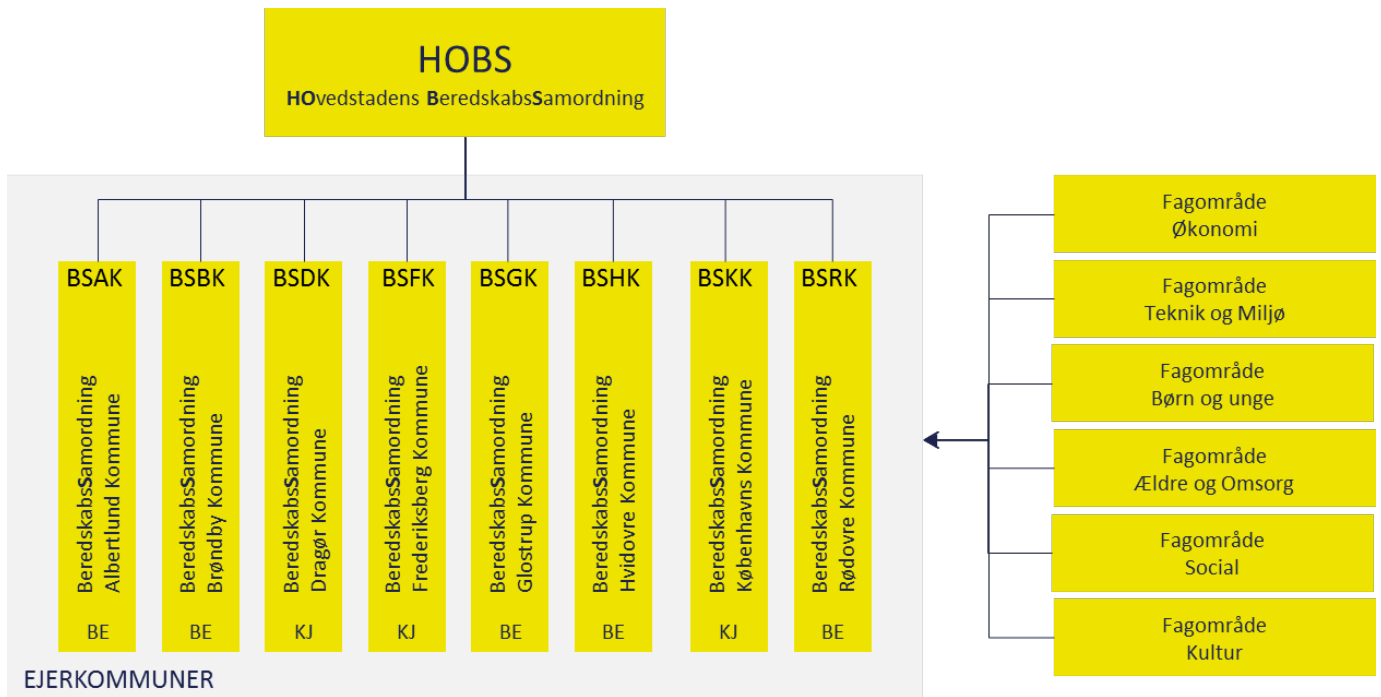 HOBS
HOvedstadens BeredskabsSamordning
BSAK
BeredskabsSamordning
Albertlund Kommune
BE
BSBK
BeredskabsSamordning
Brøndby Kommune
BE
BSDK
BeredskabsSamordning
Dragør Kommune
KJ
BSFK
BeredskabsSamordning
Frederiksberg Kommune
KJ
BSGK
BeredskabsSamordning
Glostrup Kommune
BE
BSHK
BeredskabsSamordning
Hvidovre Kommune
BE
BSKK
BeredskabsSamordning
Københavns Kommune
KJ
BSRK
BeredskabsSamordning
Rødovre Kommune
BE
EJERKOMMUNER
Fagområde
Økonomi
Fagområde
Teknik og Miljø
Fagområde
Børn og unge
Fagområde
Ældre og Omsorg
Fagområde
Social
Fagområde
Kultur